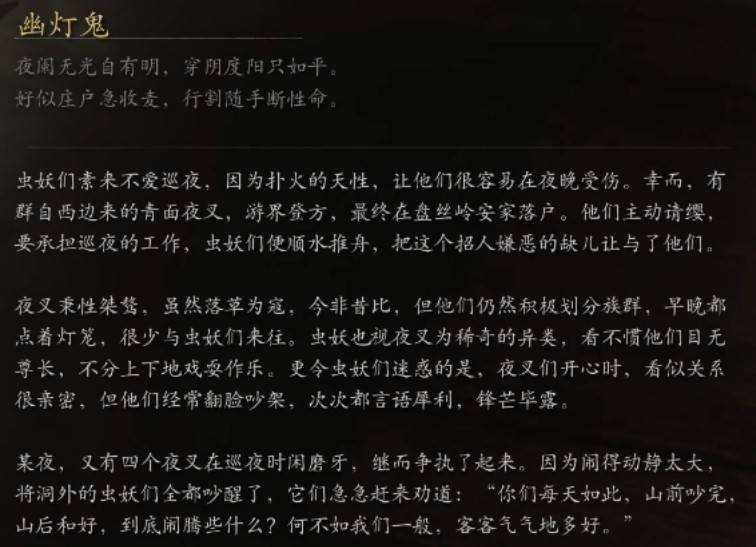 幽灯鬼
夜阑无光自有明，穿阴度阳只如平。
好似庄户急收麦，行割随手断性命。
虫妖们素来不爱巡夜，因为扑火的天性，让他们很容易在夜晚受伤。幸而，有
群自西边来的青面夜叉，游界登方，最终在盘丝岭安家落户。他们主动请缨，
要承担巡夜的工作，虫妖们便顺水推舟，把这个招人嫌恶的缺儿让与了他们。
夜叉秉性桀骜，虽然落草为寇，今非昔比，但他们仍然积极划分族群，早晚都
点着灯笼，很少与虫妖们来往。虫妖也视夜叉为稀奇的异类，看不惯他们目无
尊长，不分上下地戏耍作乐。更令虫妖们迷惑的是，夜叉们开心时，看似关系
很亲密，但他们经常翻脸吵架，次次都言语犀利，锋芒毕露。
某夜，又有四个夜叉在巡夜时闲磨牙，继而争执了起来。因为闹得动静太大，
将洞外的虫妖们全都吵醒了，它们急急赶来劝道：“你们每天如此，山前吵完，
山后和好，到底闹腾些什么？何不如我们一般，客客气气地多好。”